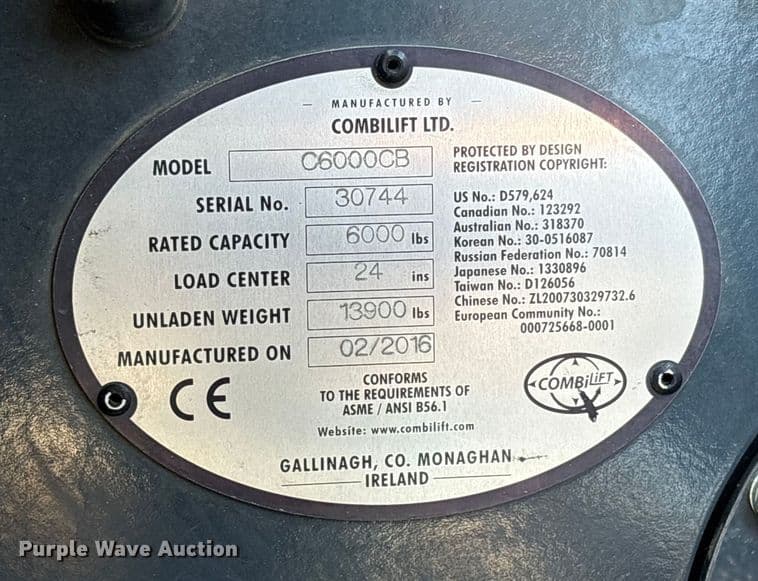 MANUFACTURED BY
COMBILIFT LTD.
MODEL C6000CB
SERIAL No. 30744
RATED CAPACITY 6000 lbs
LOAD CENTER 24 ins
UNLADEN WEIGHT 13900 lbs
MANUFACTURED ON 02/2016
PROTECTED BY DESIGN
REGISTRATION COPYRIGHT:
US No.: D579,624
Canadian No.: 123292
Australian No.: 318370
Korean No.: 30-0516087
Russian Federation No.: 70814
Japanese No.: 1330896
Taiwan No.: D126056
Chinese No.: ZL200730329732.6
European Community No.:
000725668-0001
CE
CONFORMS
TO THE REQUIREMENTS OF
ASME / ANSI B56.1
Website: www.combilift.com
COMBiLiFT
GALLINAGH, CO. MONAGHAN
IRELAND
Purple Wave Auction